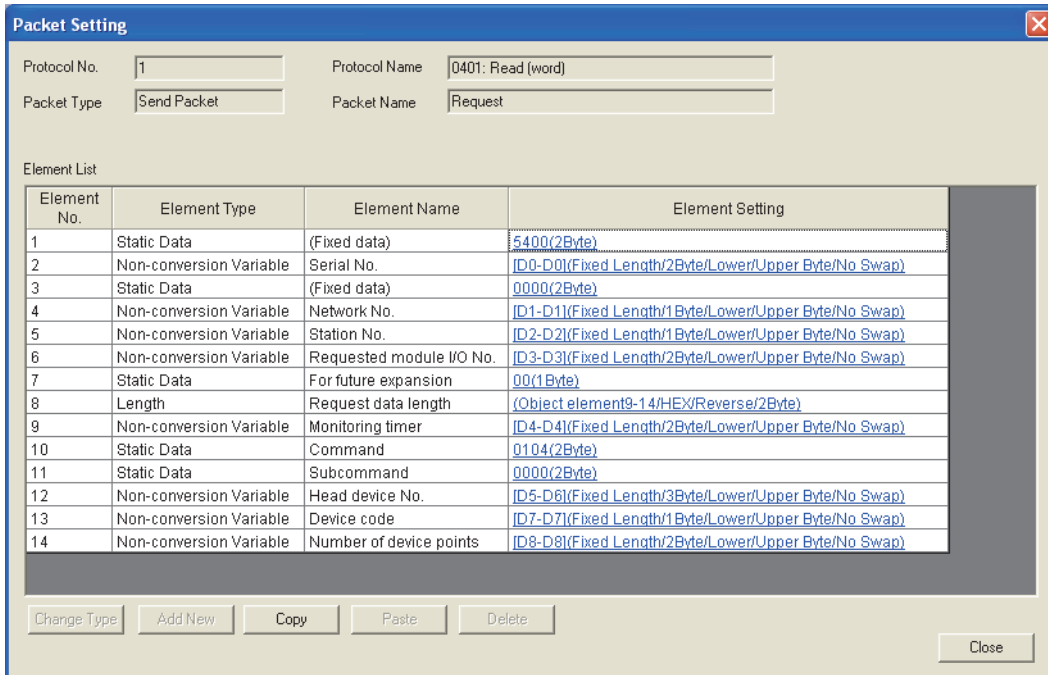 Packet Setting
Protocol No. 1 Protocol Name 0401: Read (word)
Packet Type Send Packet Packet Name Request
Element List
Element No. Element Type Element Name Element Setting
1 Static Data (Fixed data) 5400(2Byte)
2 Non-conversion Variable Serial No. [D0-D0](Fixed Length/2Byte/Lower/Upper Byte/No Swap)
3 Static Data (Fixed data) 0000(2Byte)
4 Non-conversion Variable Network No. [D1-D1](Fixed Length/1Byte/Lower/Upper Byte/No Swap)
5 Non-conversion Variable Station No. [D2-D2](Fixed Length/1Byte/Lower/Upper Byte/No Swap)
6 Non-conversion Variable Requested module I/O No. [D3-D3](Fixed Length/2Byte/Lower/Upper Byte/No Swap)
7 Static Data For future expansion 00(1Byte)
8 Length Request data length (Object element9-14/HEX/Reverse/2Byte)
9 Non-conversion Variable Monitoring timer [D4-D4](Fixed Length/2Byte/Lower/Upper Byte/No Swap)
10 Static Data Command 0104(2Byte)
11 Static Data Subcommand 0000(2Byte)
12 Non-conversion Variable Head device No. [D5-D6](Fixed Length/3Byte/Lower/Upper Byte/No Swap)
13 Non-conversion Variable Device code [D7-D7](Fixed Length/1Byte/Lower/Upper Byte/No Swap)
14 Non-conversion Variable Number of device points [D8-D8](Fixed Length/2Byte/Lower/Upper Byte/No Swap)
Change Type Add New Copy Paste Delete
Close